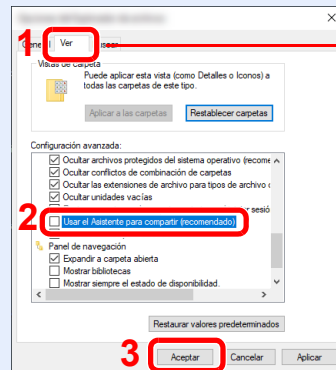 1
Ver
Vistas de carpeta
Puede aplicar esta vista (como Detalles o Iconos) a
todas las carpetas de este tipo.
Aplicar a las carpetas
Restablecer carpetas
Configuración avanzada:
Ocultar archivos protegidos del sistema operativo (recome
Ocultar conflictos de combinación de carpetas
Ocultar las extensiones de archivo para tipos de archivo c
Ocultar unidades vacías
sesió
2
Usar el Asistente para compartir (recomendado)
Panel de navegación
Expandir a carpeta abierta
Mostrar bibliotecas
Mostrar siempre el estado de disponibilidad.
Restaurar valores predeterminados
3
Aceptar
Cancelar
Aplicar